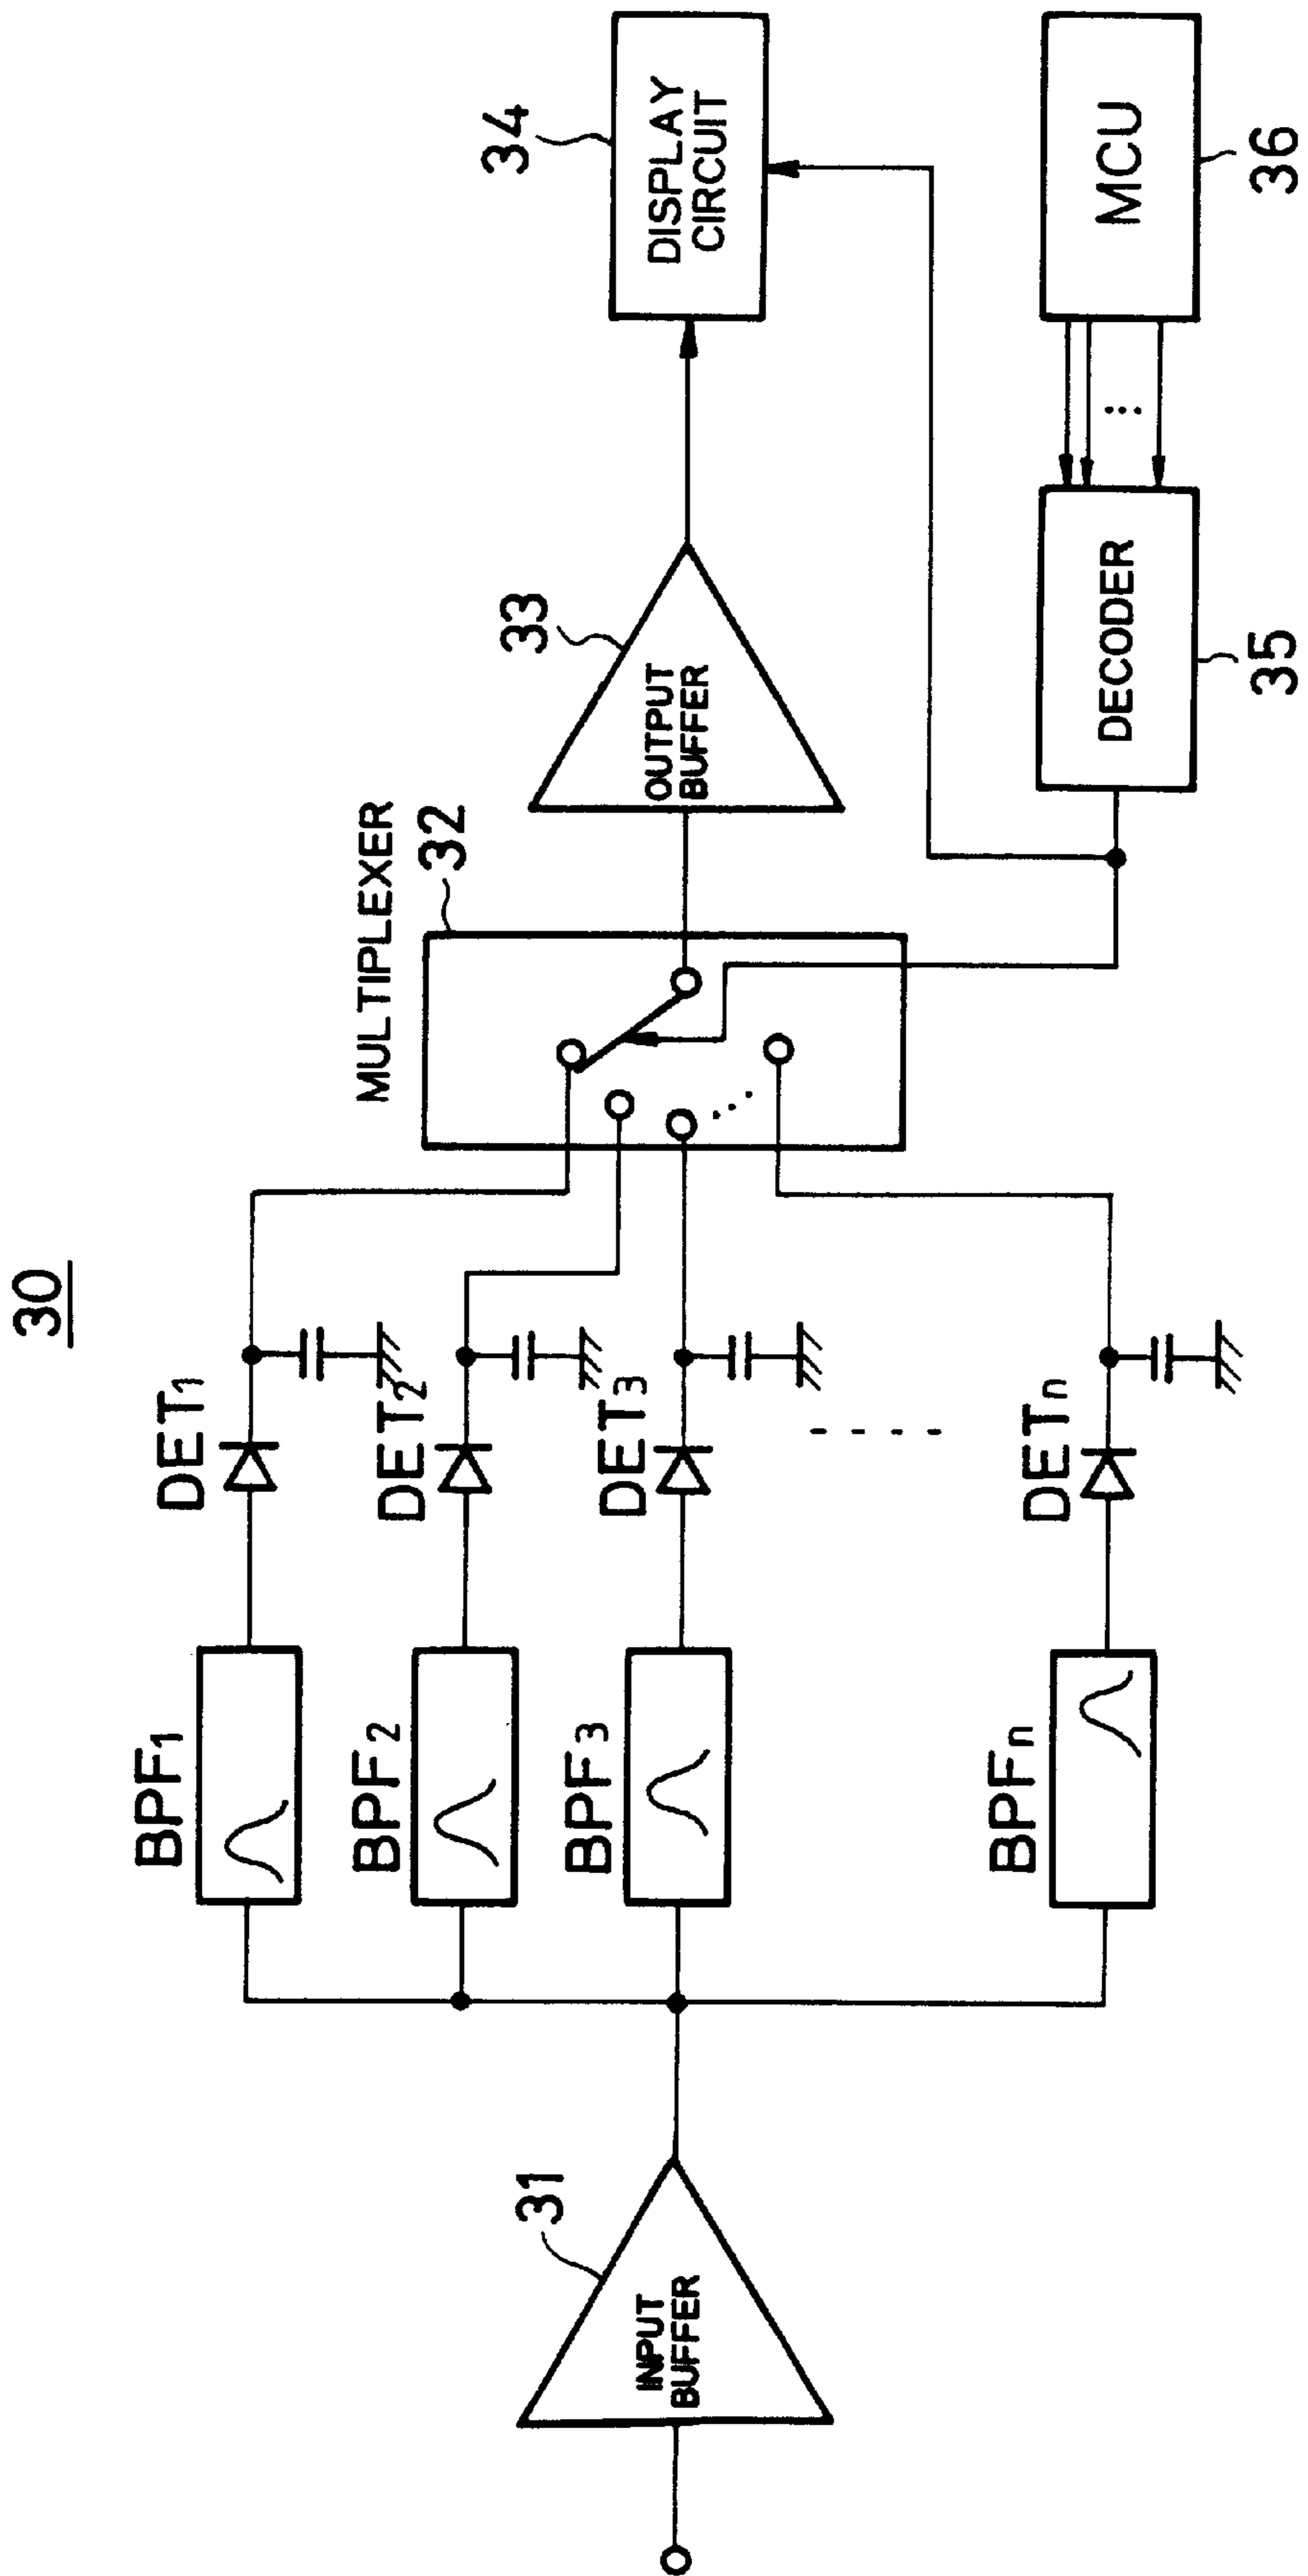 30
BPF1
DET1
BPF2
DET2
BPF3
DET3
BPFn
DETn
31
INPUT
BUFFER
MULTIPLEXER
32
33
OUTPUT
BUFFER
34
DISPLAY
CIRCUIT
DECODER
35
MCU
36